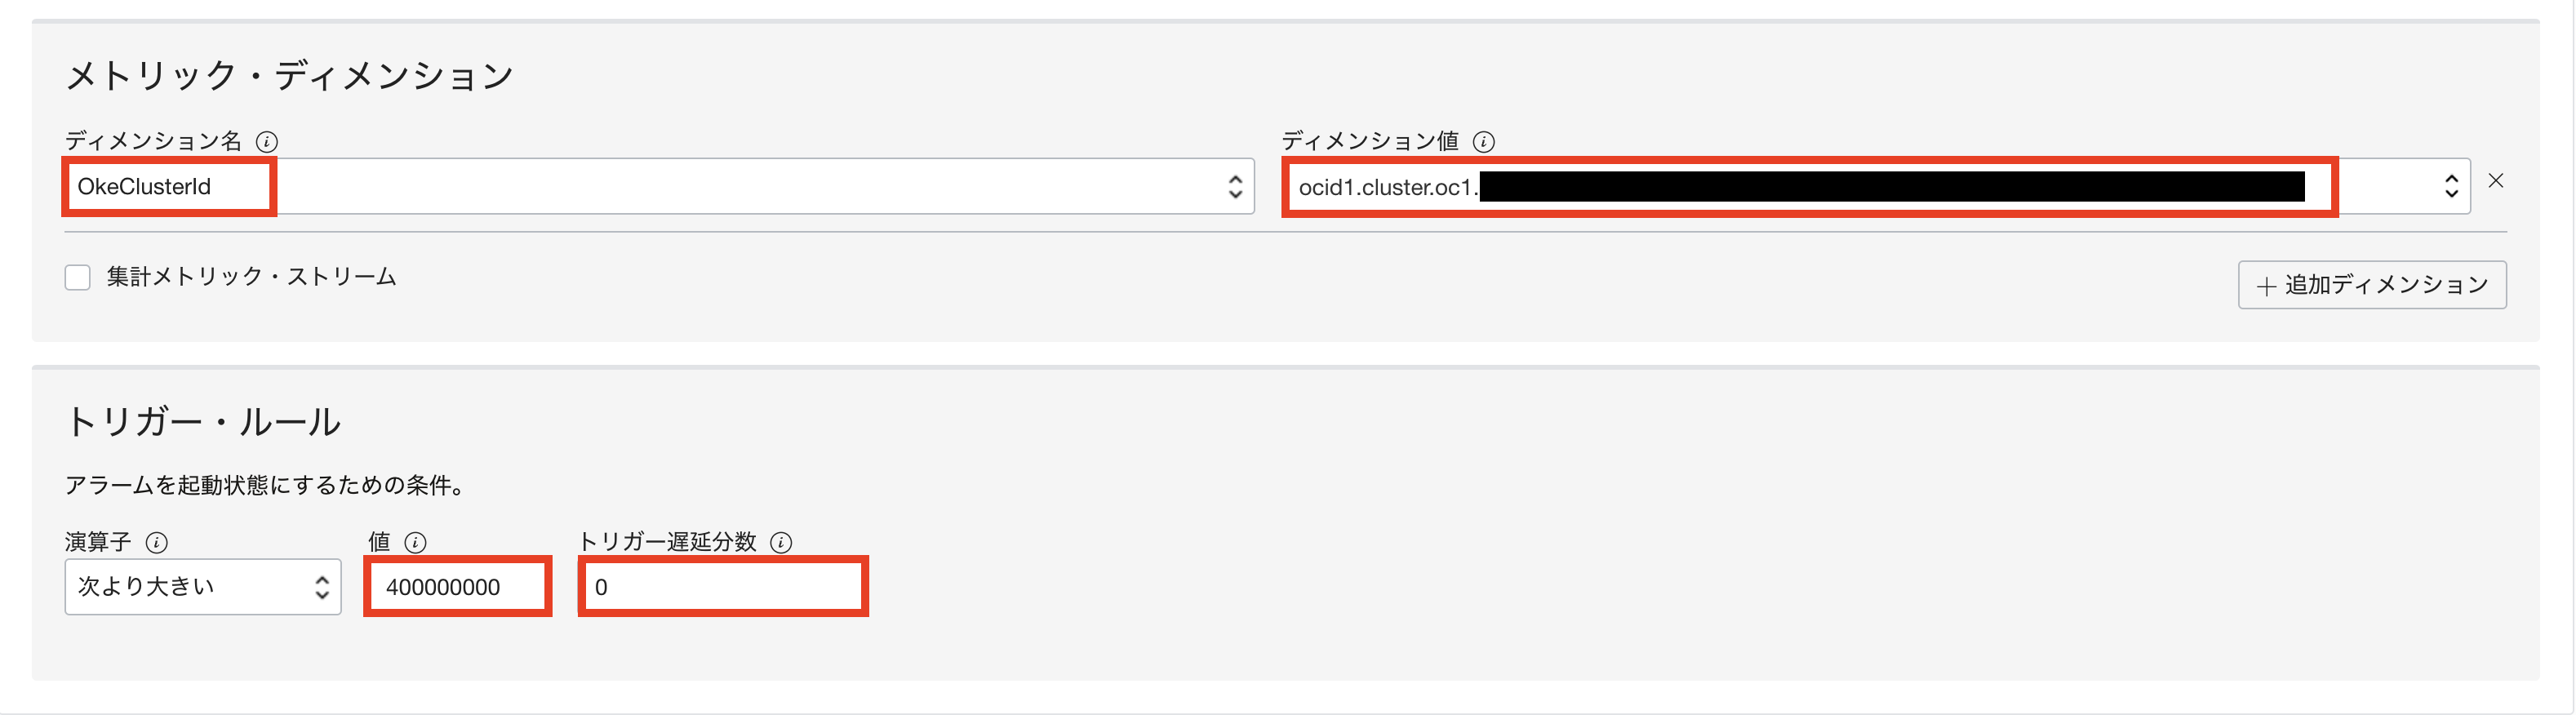 メトリック・ディメンション
ディメンション名 ディメンション値
OkeClusterId ocid1.cluster.oc1.
集計メトリック・ストリーム
+ 追加ディメンション
トリガー・ルール
アラームを起動状態にするための条件。
演算子 値 トリガー遅延分数
次より大きい 400000000 0